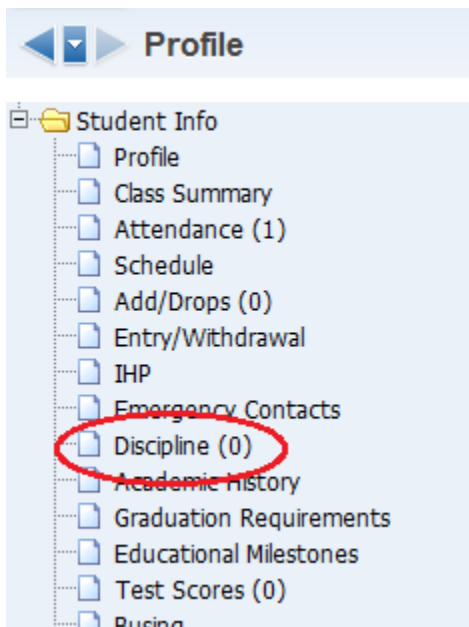 Profile
Student Info
Profile
Class Summary
Attendance (1)
Schedule
Add/Drops (0)
Entry/Withdrawal
IHP
Emergency Contacts
Discipline (0)
Academic History
Graduation Requirements
Educational Milestones
Test Scores (0)
Busing